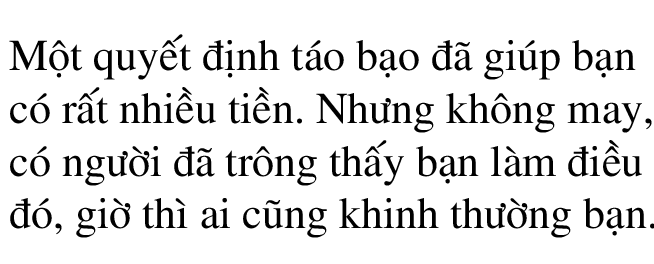 Một quyết định táo bạo đã giúp bạn
có rất nhiều tiền. Nhưng không may,
có người đã trông thấy bạn làm điều
đó, giờ thì ai cũng khinh thường bạn.